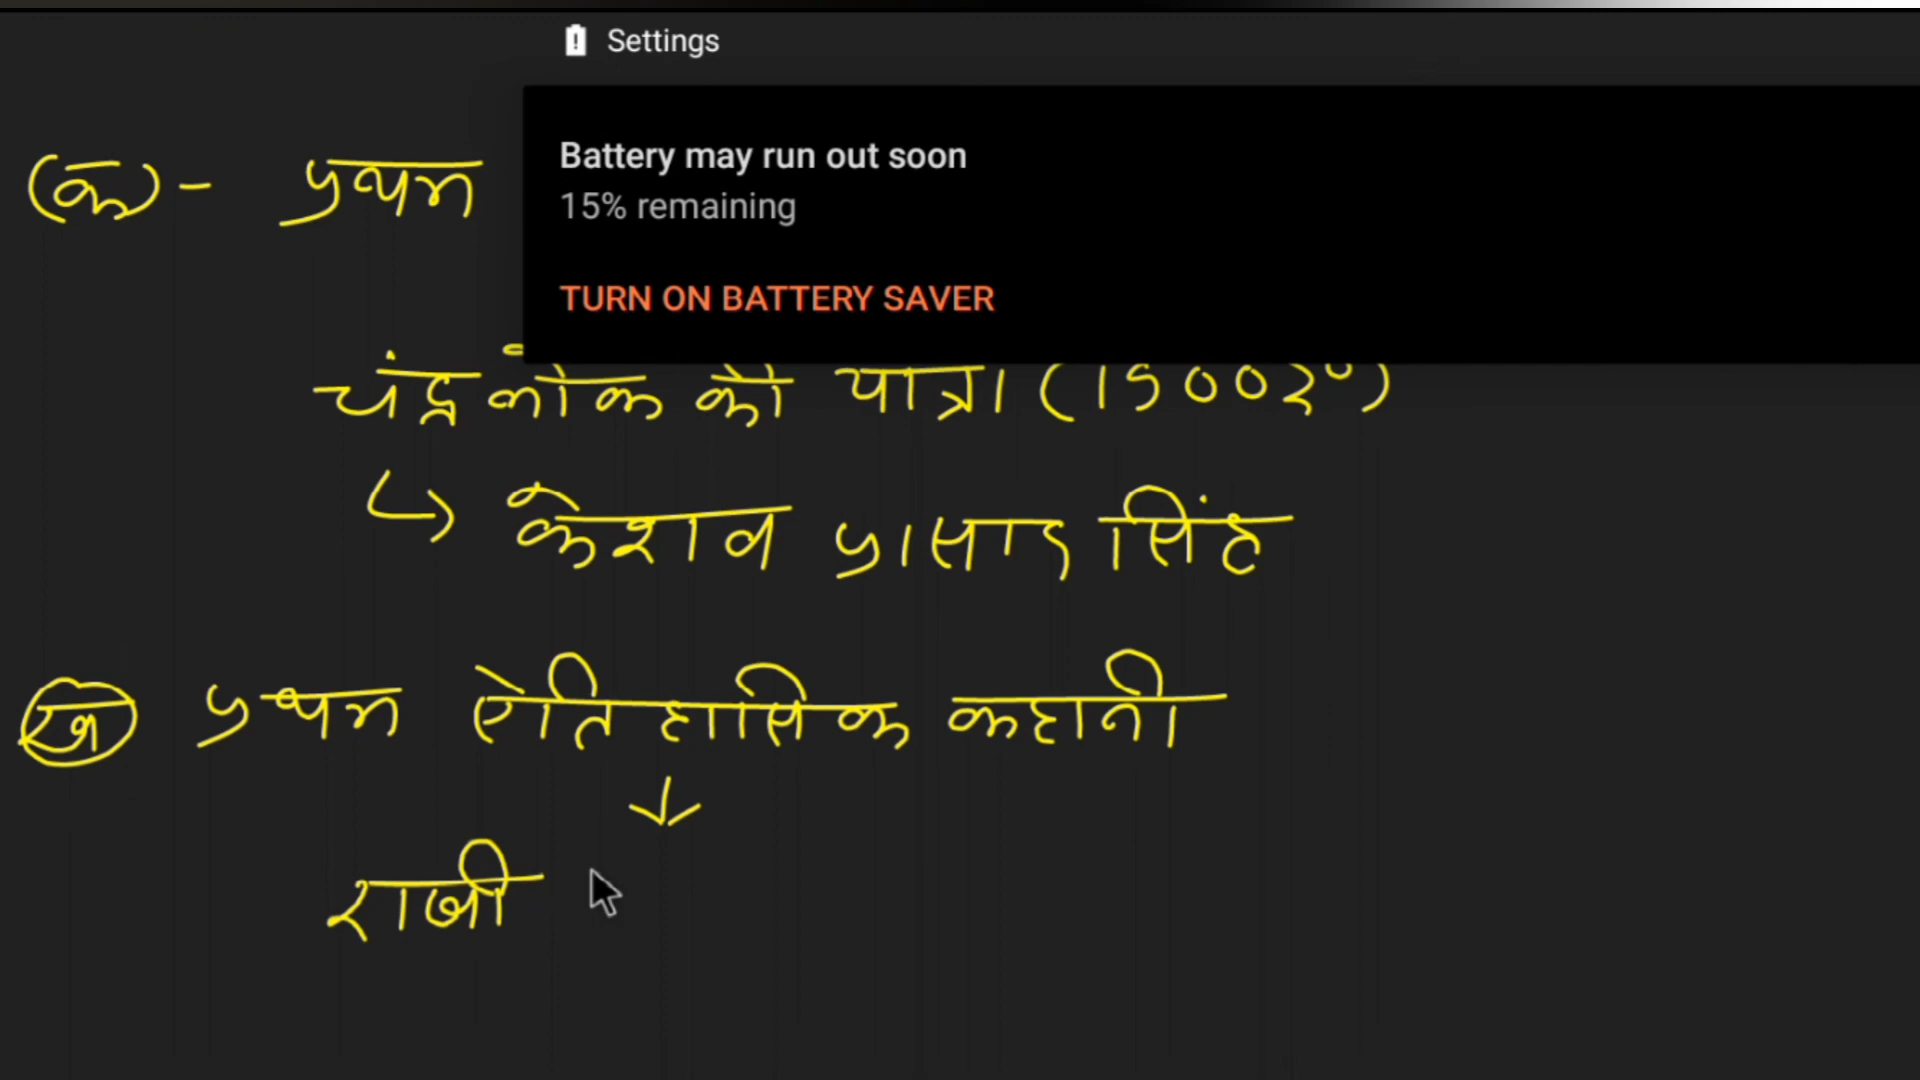 Settings
Battery may run out soon
15% remaining
TURN ON BATTERY SAVER
(क) - प्रथम
चंद्रलोक की यात्रा (1900ई०)
↳ केशव प्रसाद सिंह
(ख) प्रथम ऐतिहासिक कहानी
↓
राखी